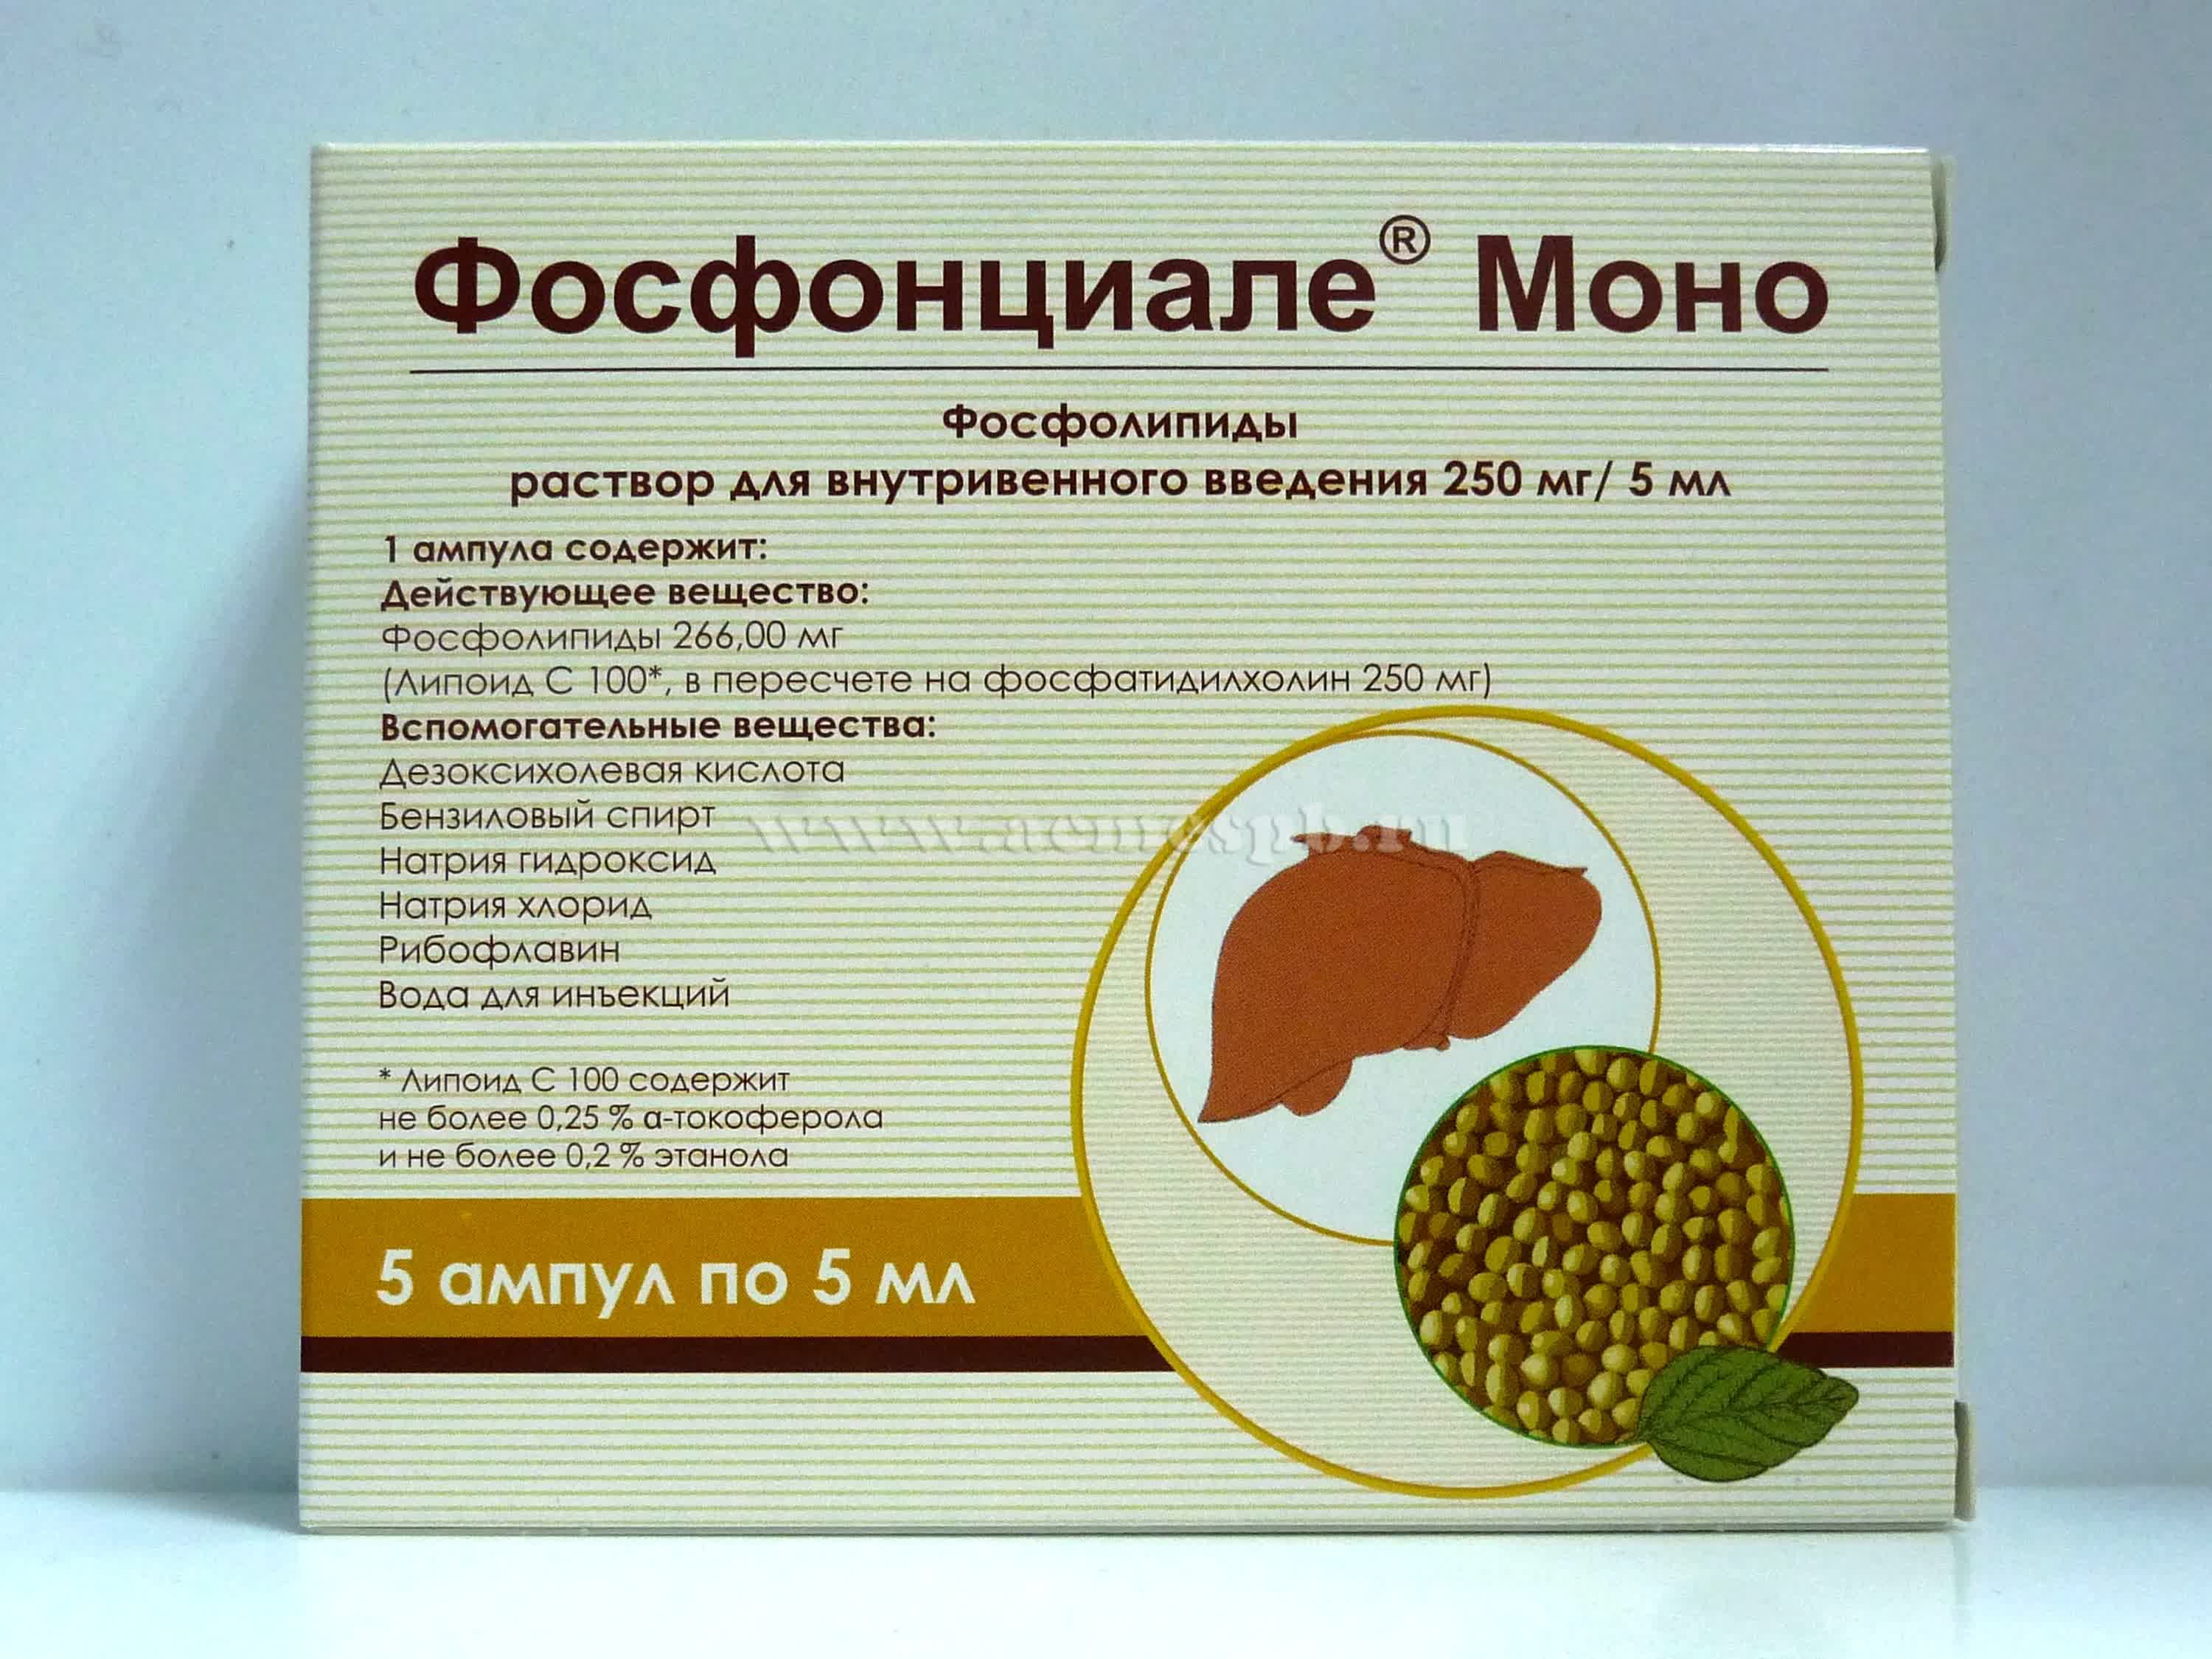 Фосфонциале® Моно
Фосфолипиды
раствор для внутривенного введения 250 мг/ 5 мл
1 ампула содержит:
Действующее вещество:
Фосфолипиды 266,00 мг
(Липоид С 100*, в пересчете на фосфатидилхолин 250 мг)
Вспомогательные вещества:
Дезоксихолевая кислота
Бензиловый спирт
www.acmespb.ru
Натрия гидроксид
Натрия хлорид
Рибофлавин
Вода для инъекций
* Липоид С 100 содержит
не более 0,25 % α-токоферола
и не более 0,2 % этанола
5 ампул по 5 мл